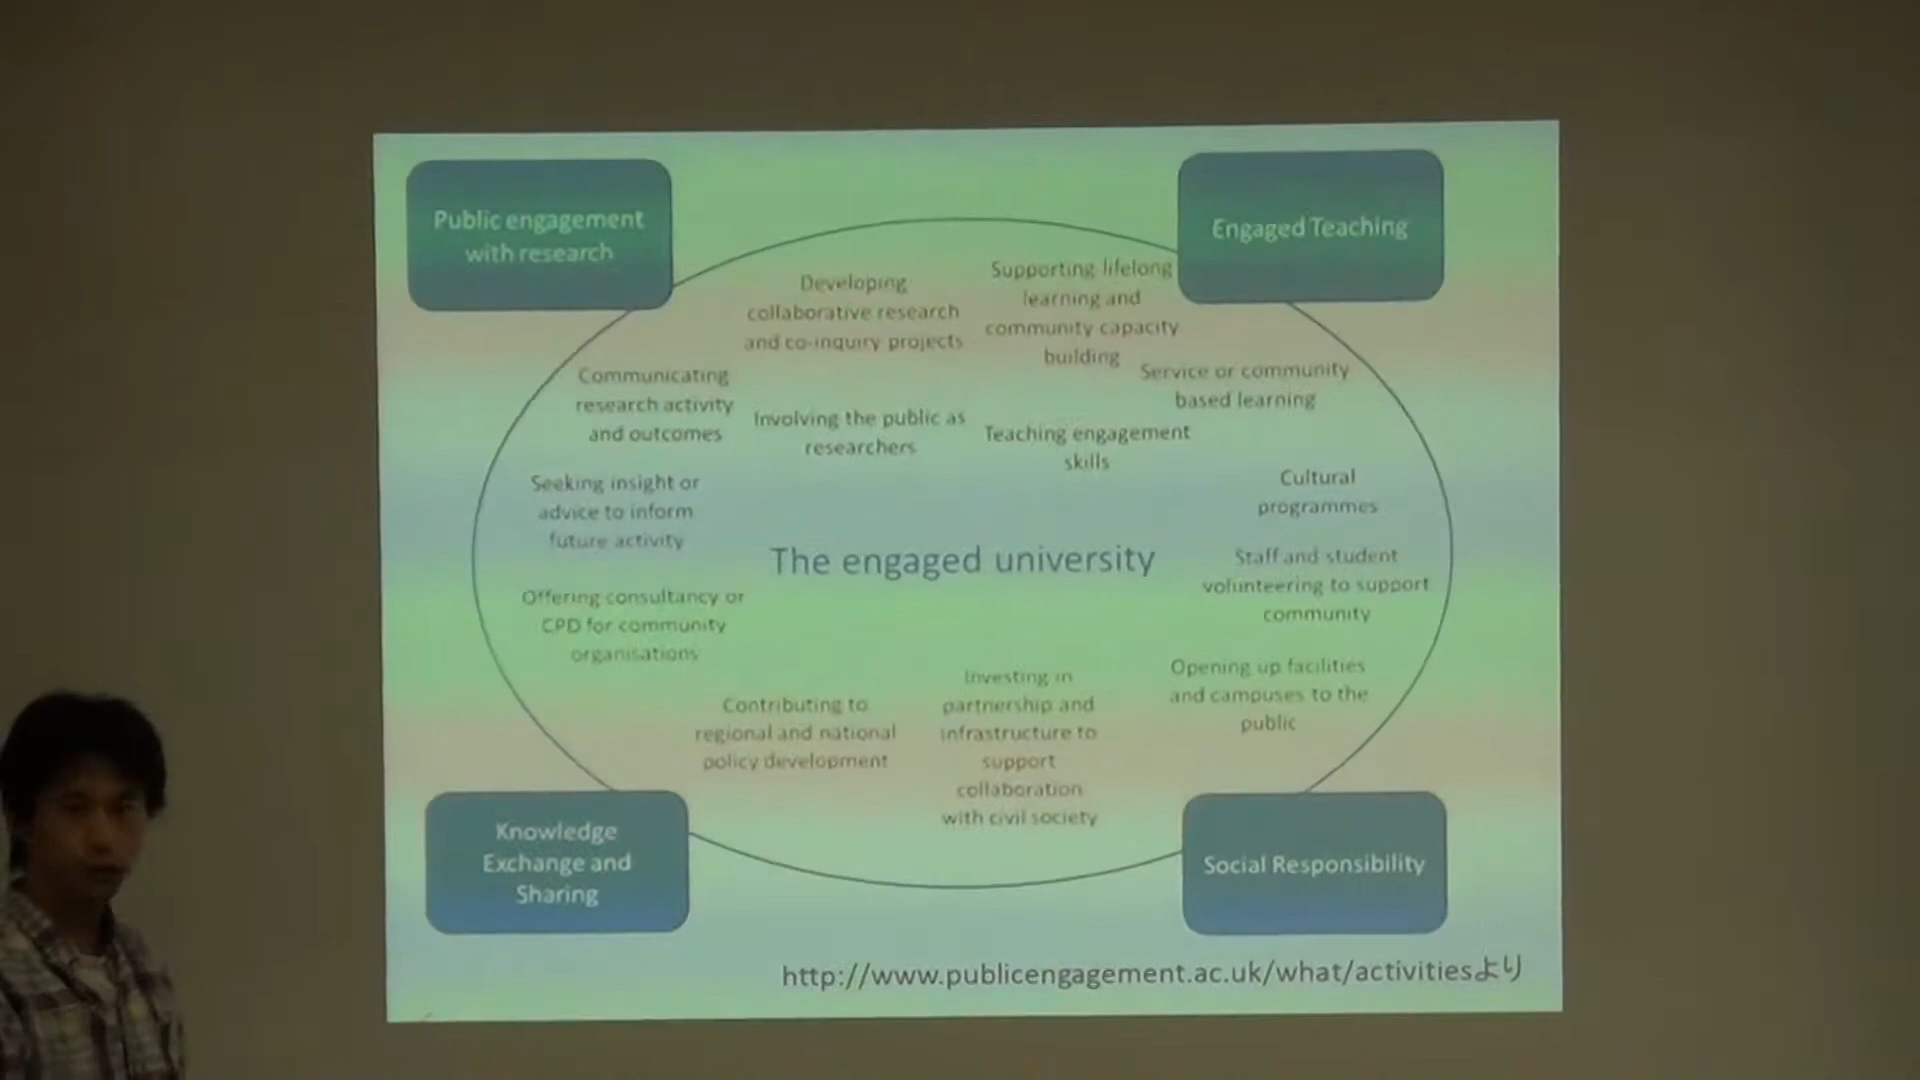 Public engagement
with research
Engaged Teaching
Developing
collaborative research
and co-inquiry projects
Supporting lifelong
learning and
community capacity
building
Communicating
research activity
and outcomes
Involving the public as
researchers
Teaching engagement
skills
Service or community
based learning
Seeking insight or
advice to inform
future activity
Cultural
programmes
The engaged university
Staff and student
volunteering to support
community
Offering consultancy or
CPD for community
organisations
Contributing to
regional and national
policy development
Investing in
partnership and
infrastructure to
support
collaboration
with civil society
Opening up facilities
and campuses to the
public
Knowledge
Exchange and
Sharing
Social Responsibility
http://www.publicengagement.ac.uk/what/activitiesより